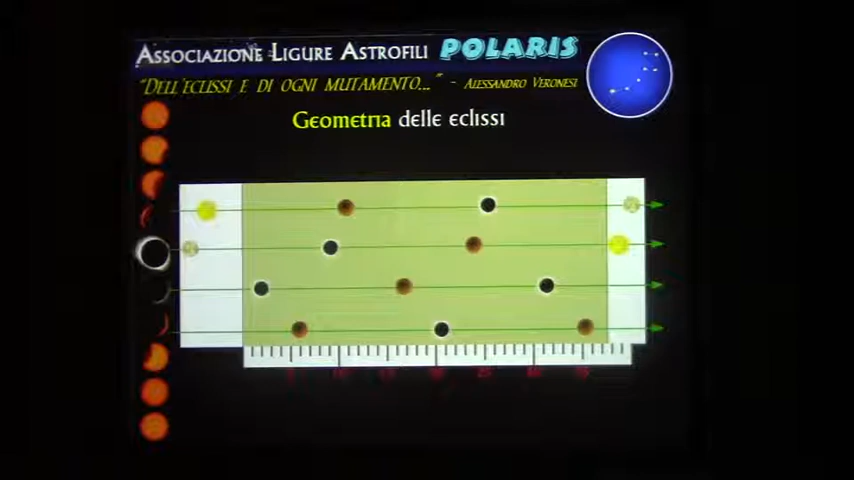 Associazione Ligure Astrofili POLARIS
"Dell'eclissi e di ogni mutamento..." - Alessandro Veronesi
Geometria delle eclissi